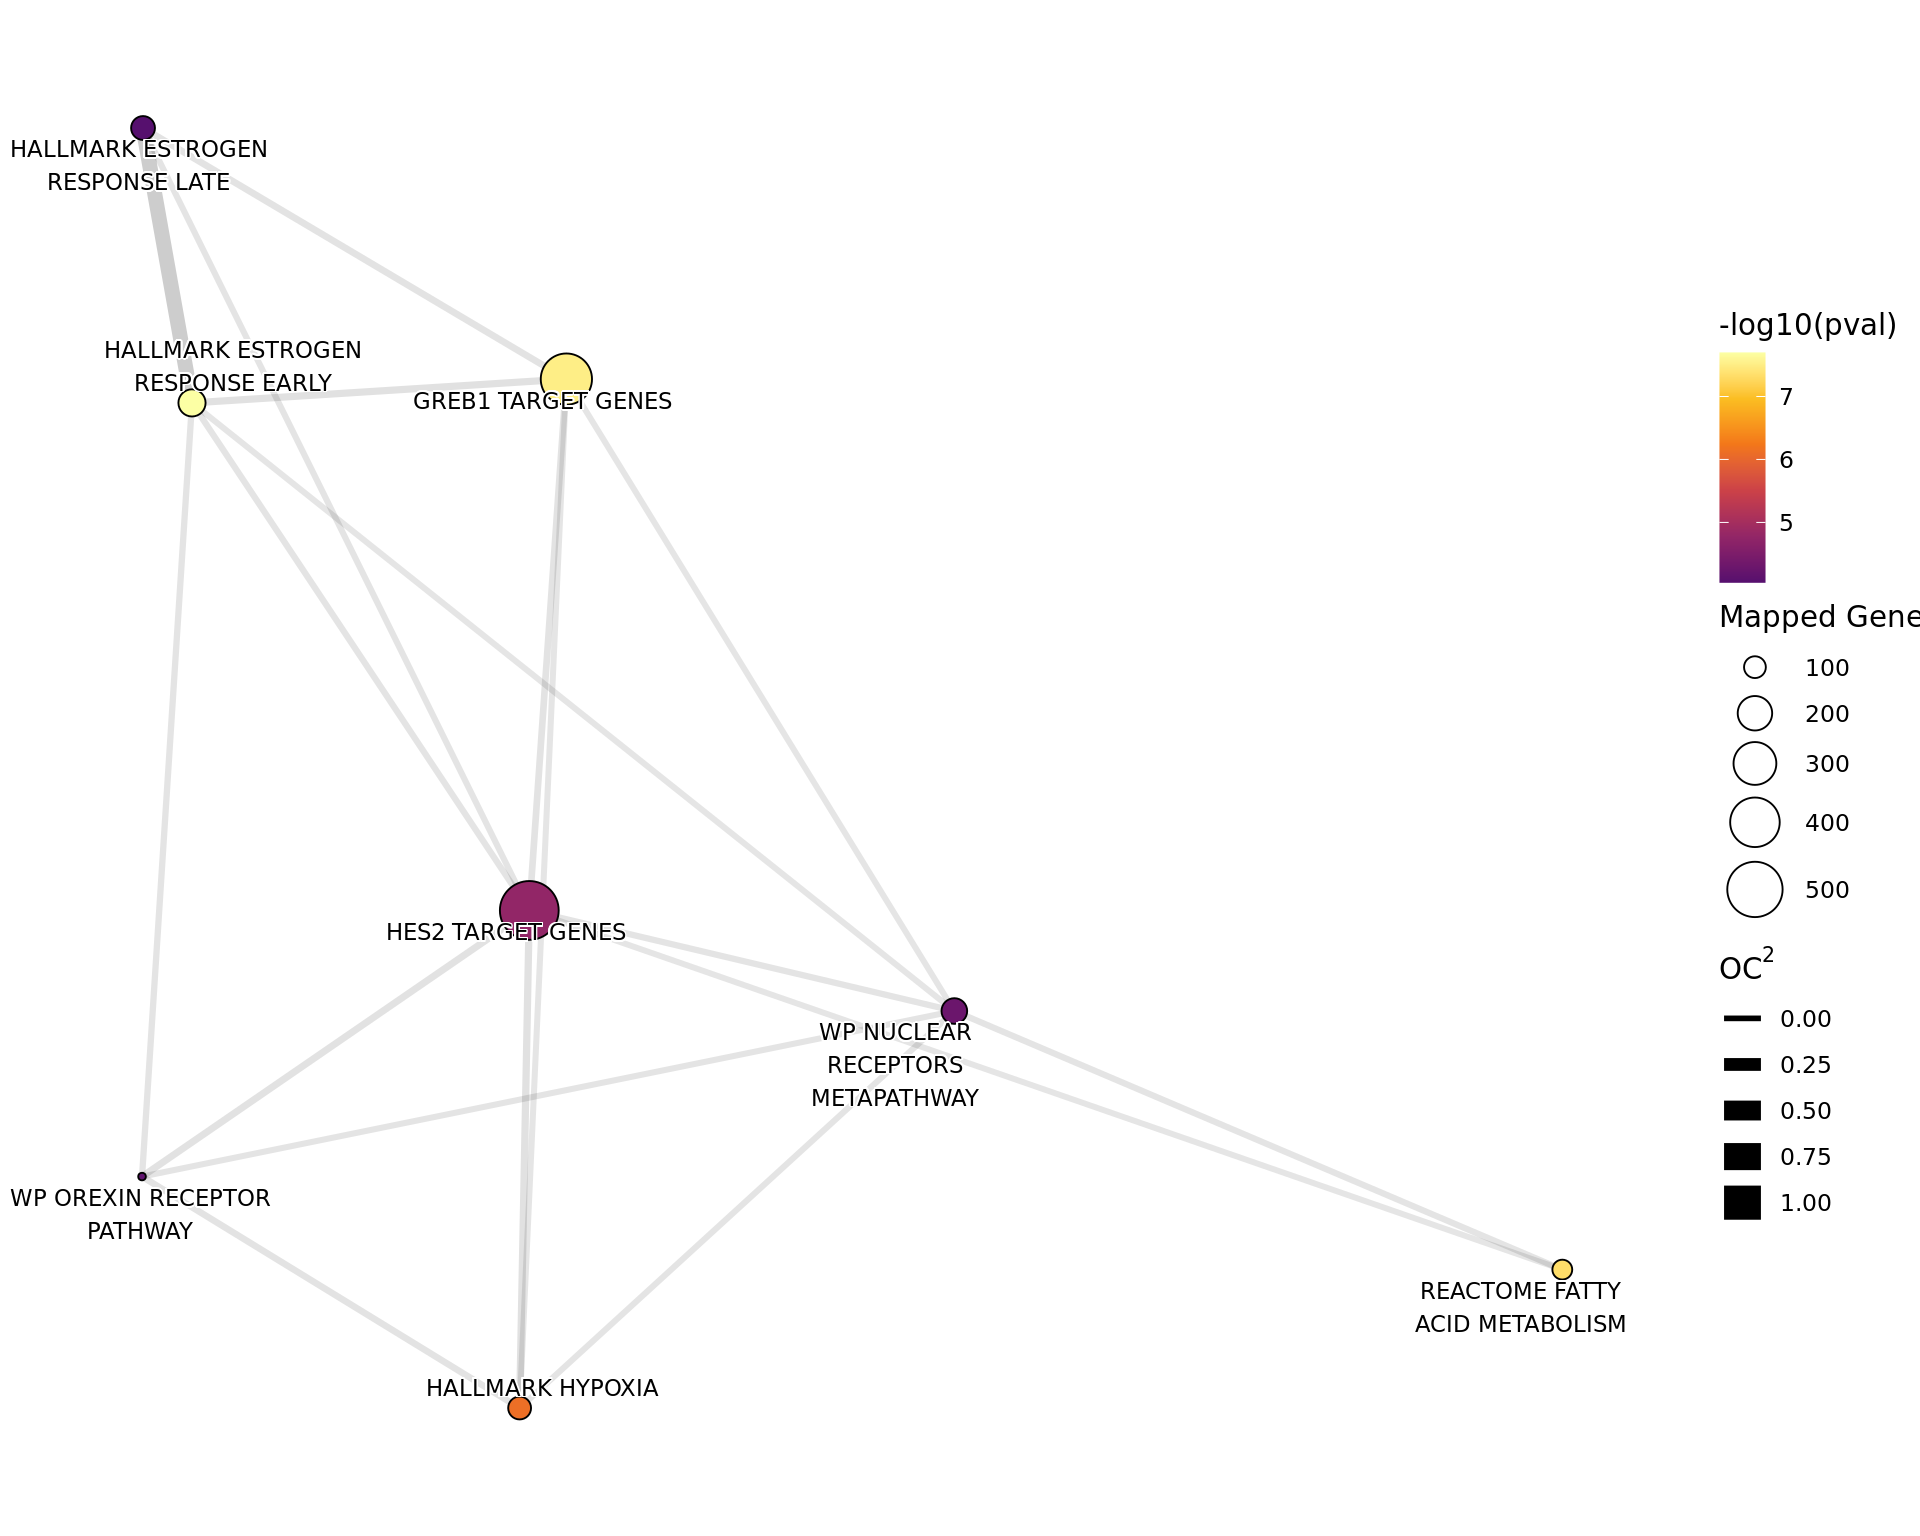 HALLMARK ESTROGEN
RESPONSE LATE
HALLMARK ESTROGEN
RESPONSE EARLY
GREB1 TARGET GENES
HES2 TARGET GENES
WP NUCLEAR
RECEPTORS
METAPATHWAY
WP OREXIN RECEPTOR
PATHWAY
REACTOME FATTY
ACID METABOLISM
HALLMARK HYPOXIA
-log10(pval)
7
6
5
Mapped Gene
100
200
300
400
500
OC²
0.00
0.25
0.50
0.75
1.00